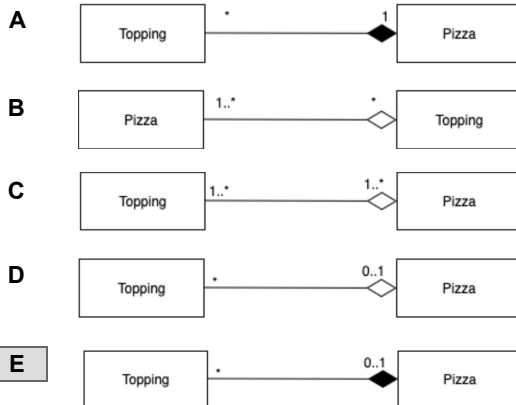 A
* 1
Topping Pizza
B
1..* *
Pizza Topping
C
1..* 1..*
Topping Pizza
D
* 0..1
Topping Pizza
E
* 0..1
Topping Pizza